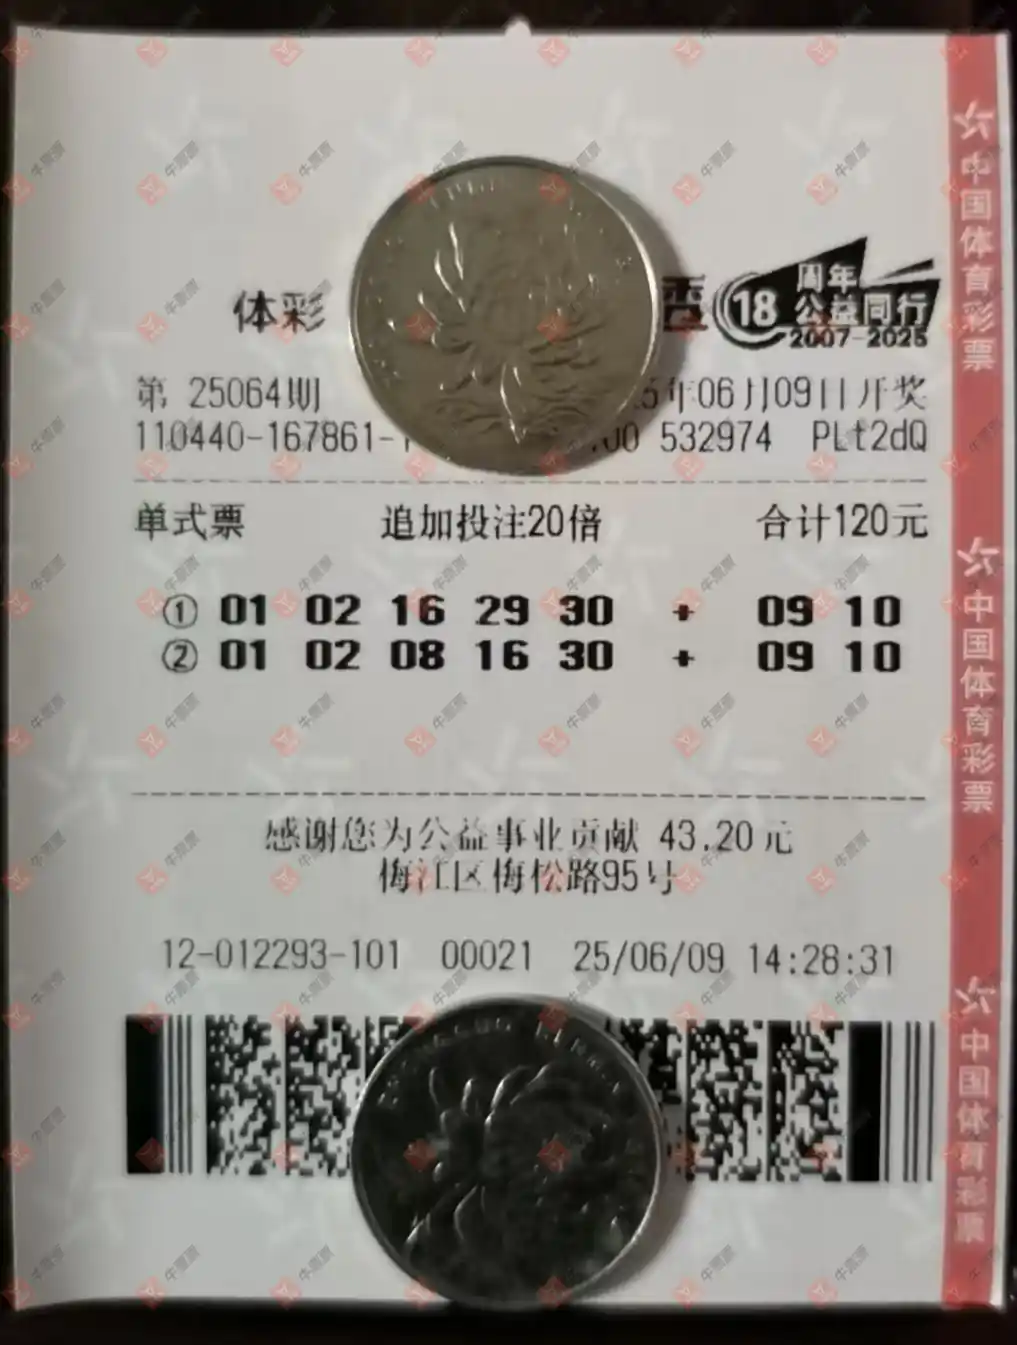 体彩
18 周年
公益同行
2007-2025
第 25064期 5年06月09日开奖
110440-167861- .00 532974 PLt2dQ
单式票 追加投注20倍 合计120元
① 01 02 16 29 30 + 09 10
② 01 02 08 16 30 + 09 10
感谢您为公益事业贡献 43.20元
梅江区梅松路95号
12-012293-101 00021 25/06/09 14:28:31
中国体育彩票
中国体育彩票
中国体育彩票
牛票票